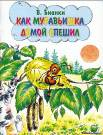 В. Бианки
КАК МУРАВЬИШКА
ДОМОЙ СПЕШИЛ